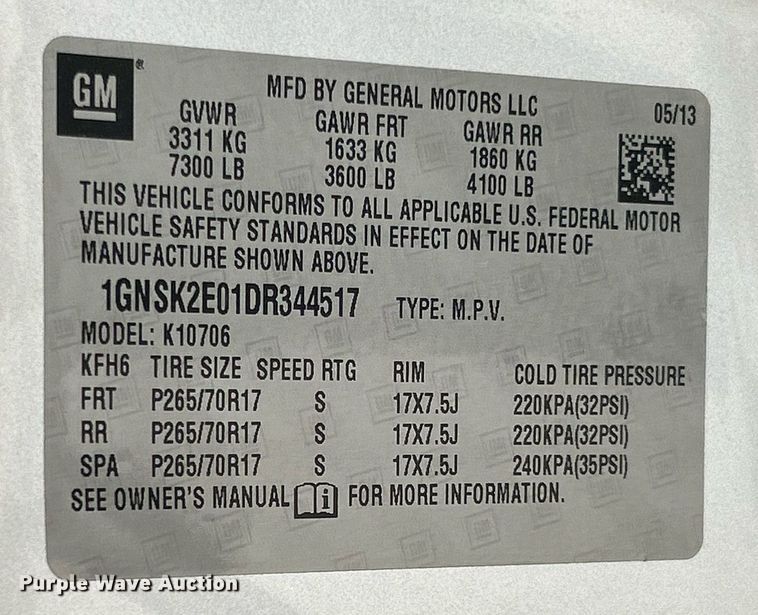 GM ®
MFD BY GENERAL MOTORS LLC
05/13
GVWR GAWR FRT GAWR RR
3311 KG 1633 KG 1860 KG
7300 LB 3600 LB 4100 LB
THIS VEHICLE CONFORMS TO ALL APPLICABLE U.S. FEDERAL MOTOR
VEHICLE SAFETY STANDARDS IN EFFECT ON THE DATE OF
MANUFACTURE SHOWN ABOVE.
1GNSK2E01DR344517 TYPE: M.P.V.
MODEL: K10706
KFH6 TIRE SIZE SPEED RTG RIM COLD TIRE PRESSURE
FRT P265/70R17 S 17X7.5J 220KPA(32PSI)
RR P265/70R17 S 17X7.5J 220KPA(32PSI)
SPA P265/70R17 S 17X7.5J 240KPA(35PSI)
SEE OWNER'S MANUAL i FOR MORE INFORMATION.
Purple Wave Auction